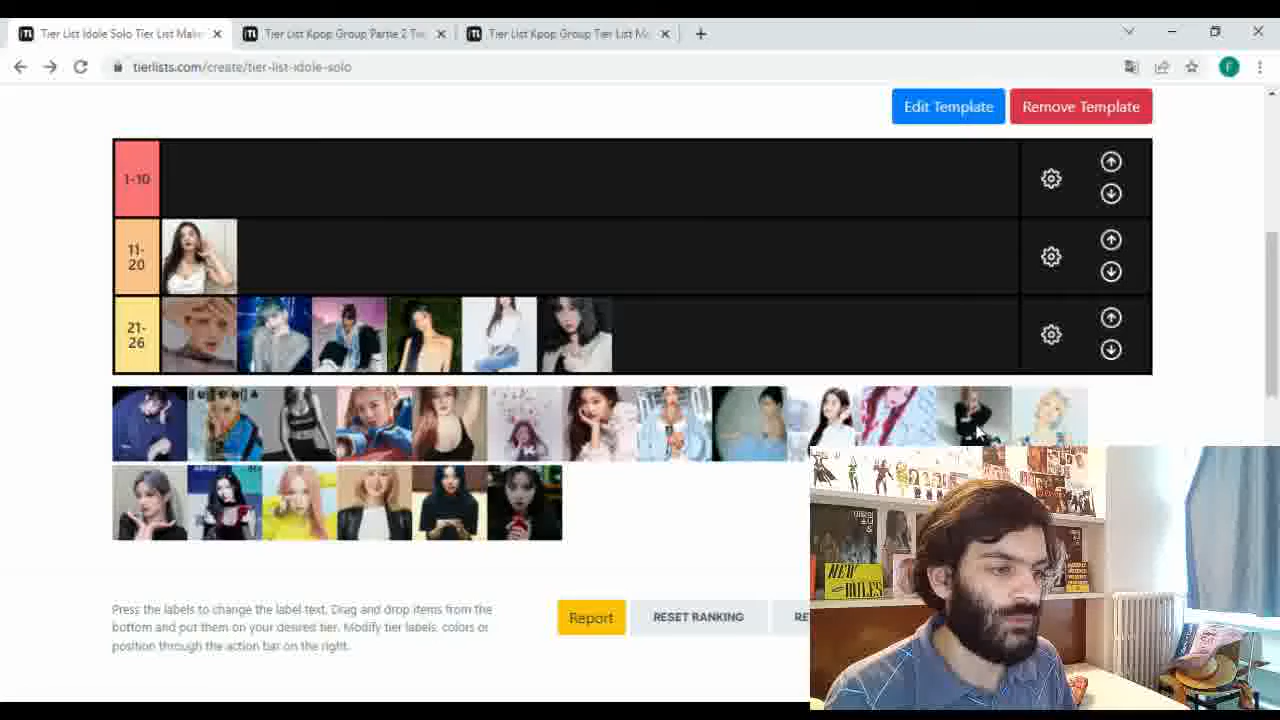 Tier List Idole Solo Tier List Make
Tier List Kpop Group Partie 2 Tie
Tier List Kpop Group Tier List Ma
tierlists.com/create/tier-list-idole-solo
F
Edit Template
Remove Template
1-10
11-
20
21-
26
Press the labels to change the label text. Drag and drop items from the
bottom and put them on your desired tier. Modify tier labels, colors or
position through the action bar on the right.
Report
RESET RANKING
RE
NEW
RULES